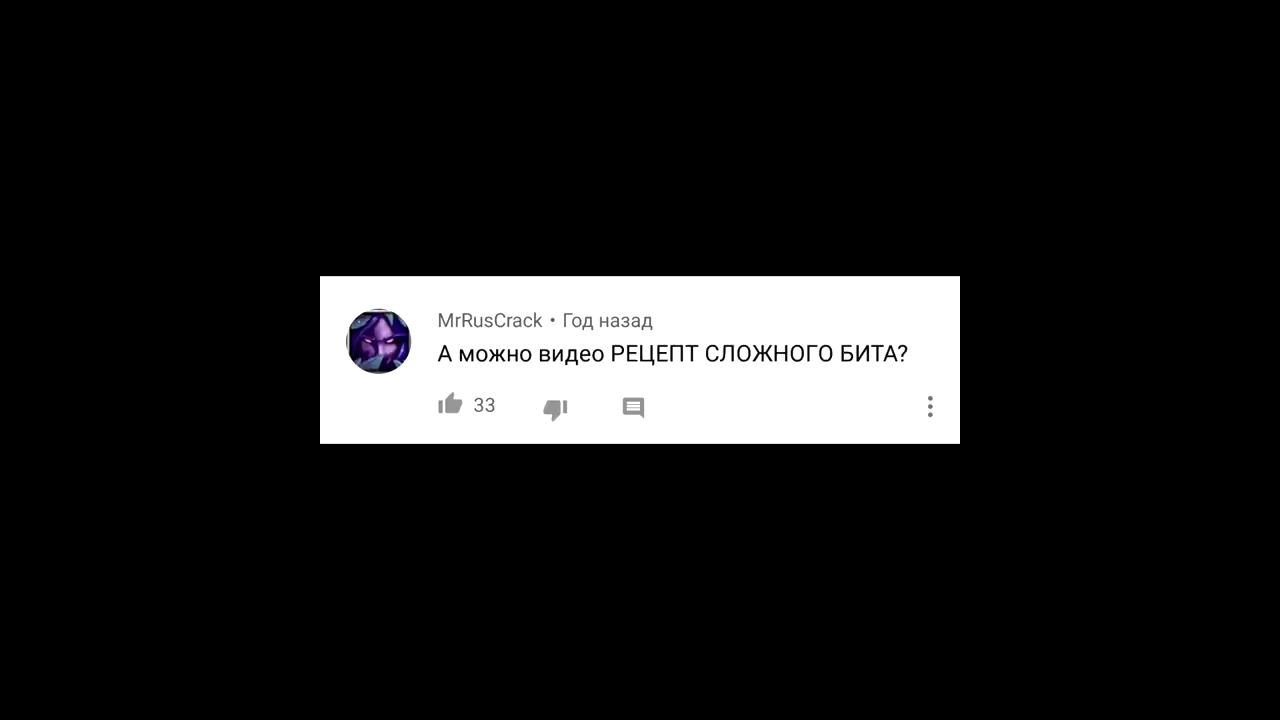 MrRusCrack • Год назад
А можно видео РЕЦЕПТ СЛОЖНОГО БИТА?
33